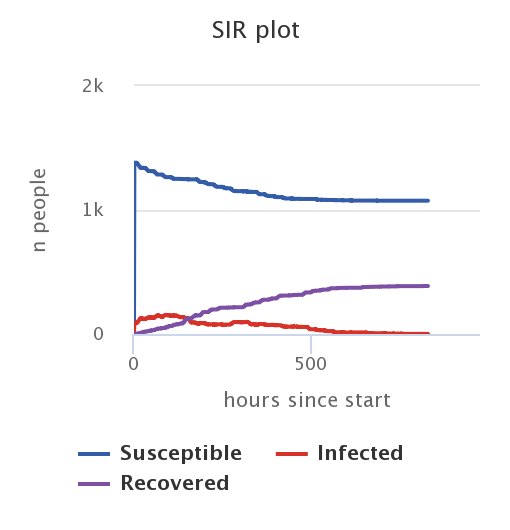 SIR plot
2k
1k
0
n people
0 500
hours since start
Susceptible Infected
Recovered